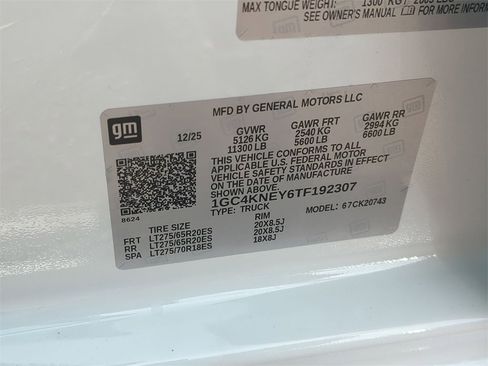 MAX TONGUE WEIGHT: 1300 KG /
SEE OWNER'S MANUAL FOR MORE
MFD BY GENERAL MOTORS LLC
gm
12/25
GVWR GAWR FRT GAWR RR
5126 KG 2540 KG 2994 KG
11300 LB 5600 LB 6600 LB
THIS VEHICLE CONFORMS TO ALL
APPLICABLE U.S. FEDERAL MOTOR
VEHICLE SAFETY STANDARDS IN EFFECT
ON THE DATE OF MANUFACTURE
SHOWN ABOVE.
1GC4KNEY6TF192307
8624
TYPE: TRUCK MODEL: 67CK20743
TIRE SIZE RIM
FRT LT275/65R20ES 20X8.5J
RR LT275/65R20ES 20X8.5J
SPA LT275/70R18ES 18X8J